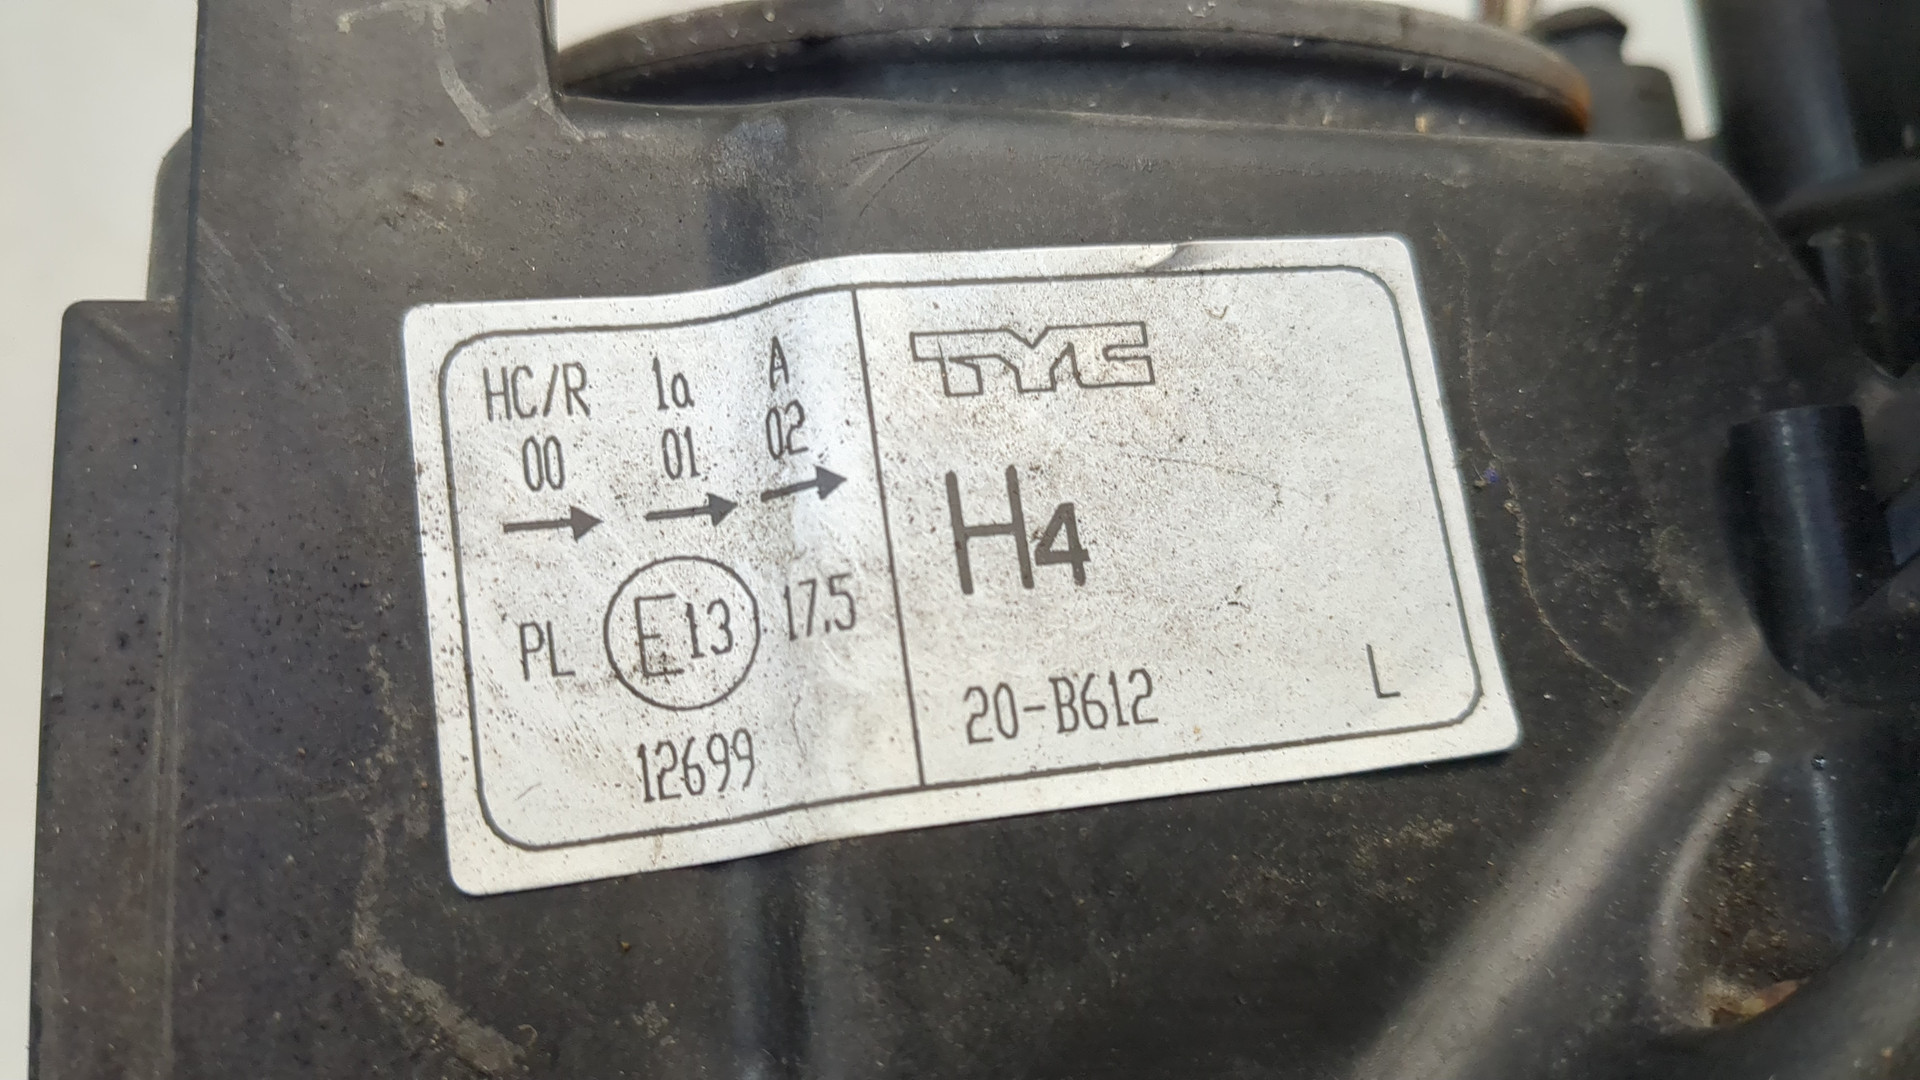 HC/R 1a A
00 01 02
→ → →
PL E13 17.5
12699
TYC
H4
20-B612 L